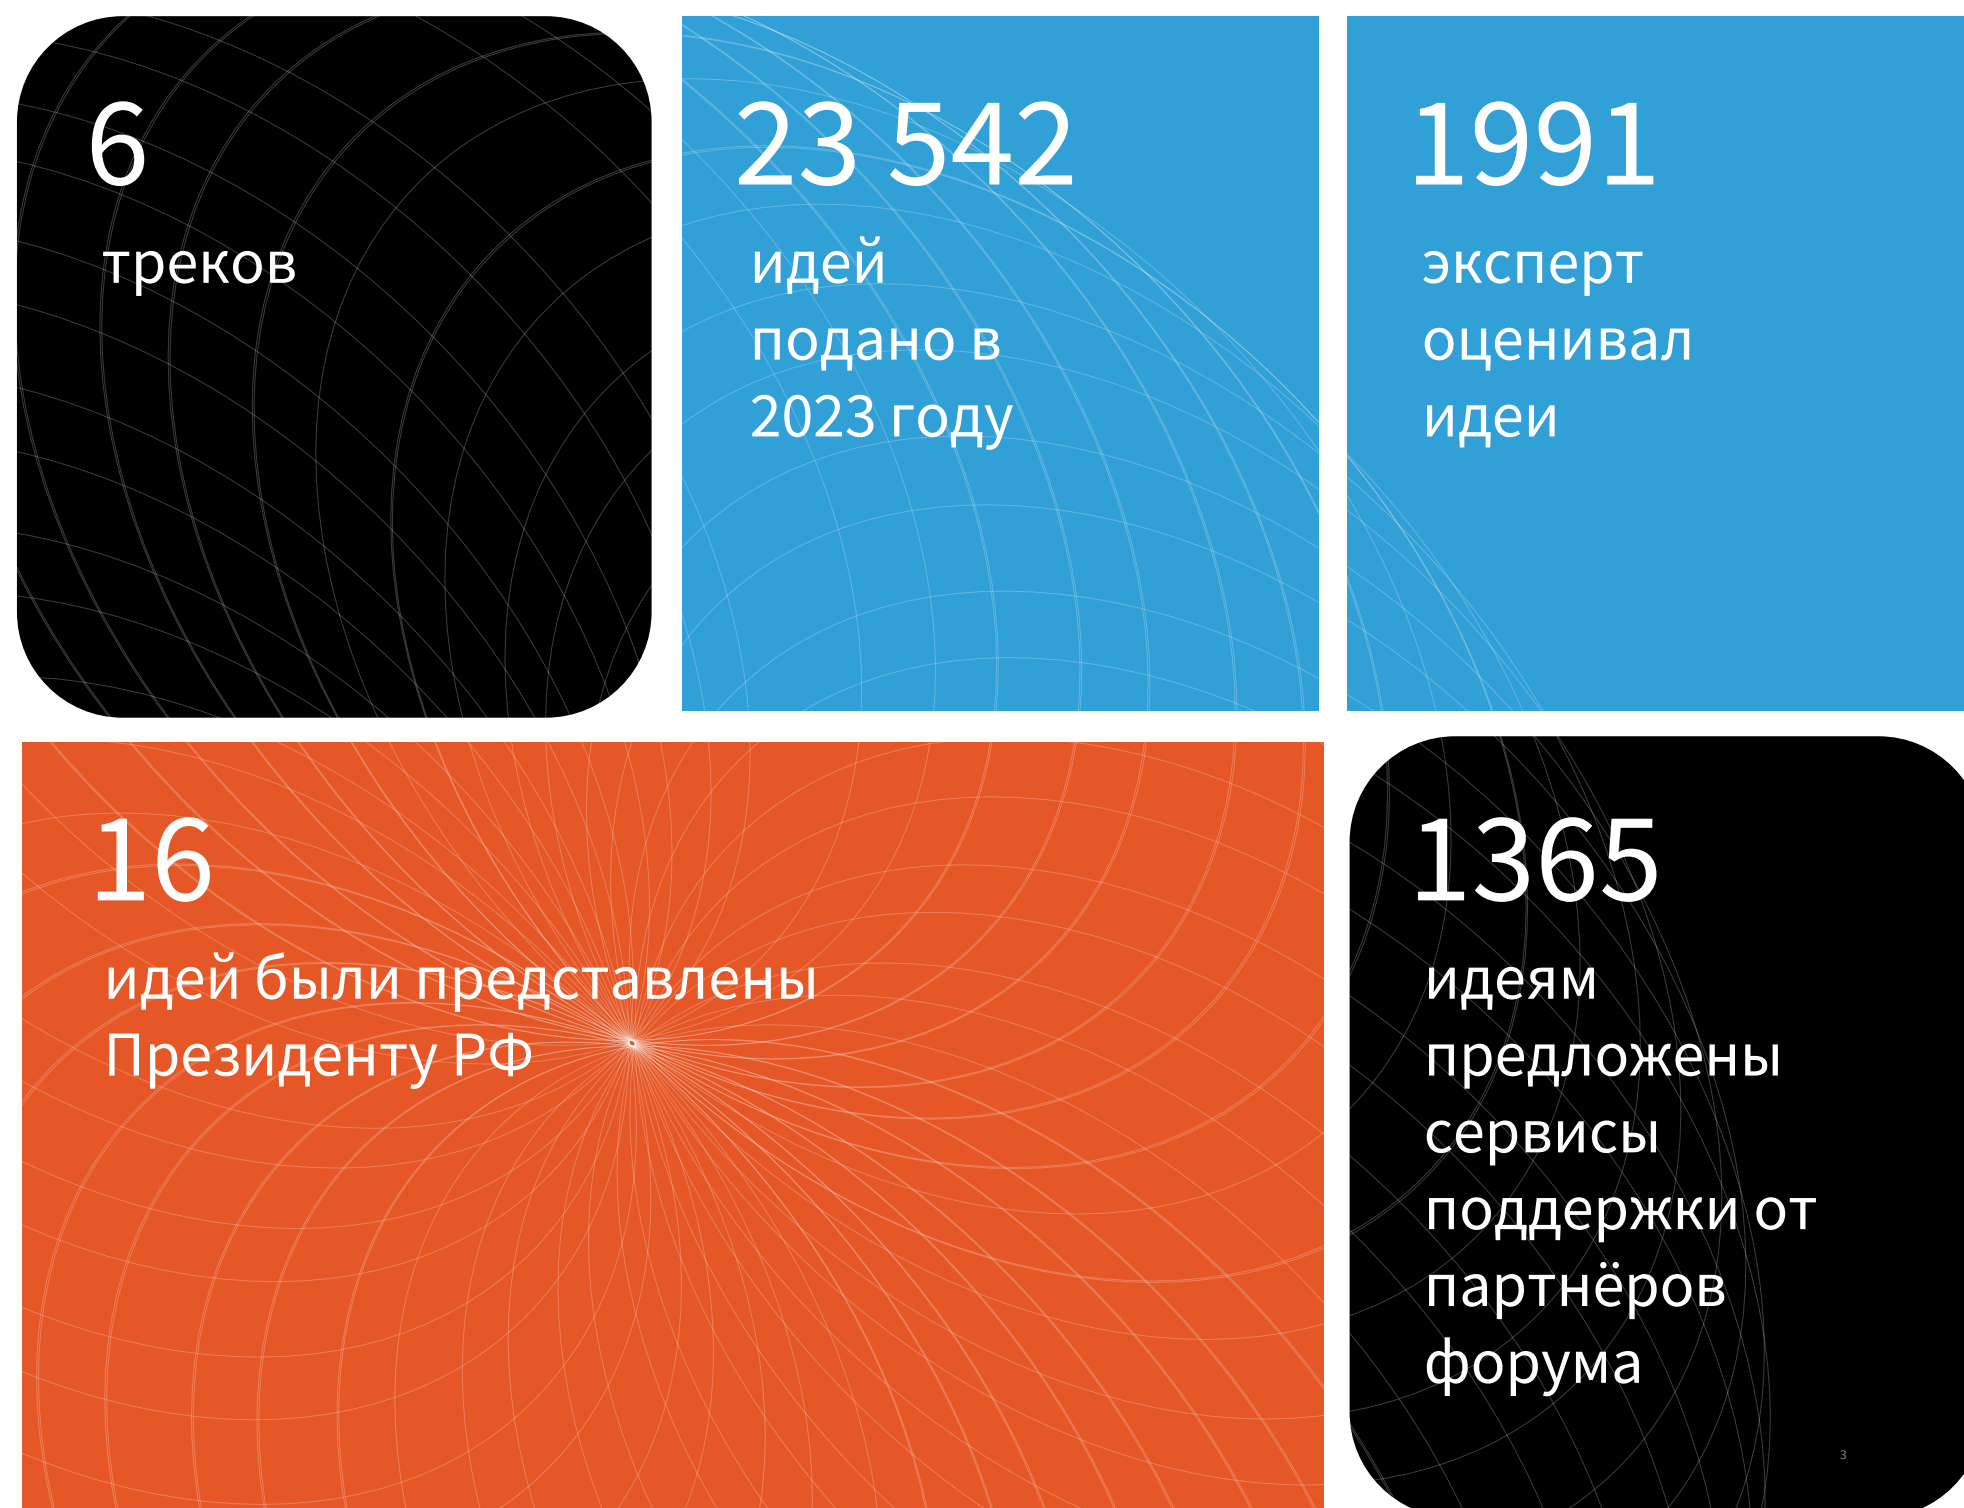 6
треков
23 542
идей
подано в
2023 году
1991
эксперт
оценивал
идеи
16
идей были представлены
Президенту РФ
1365
идеям
предложены
сервисы
поддержки от
партнёров
форума
3